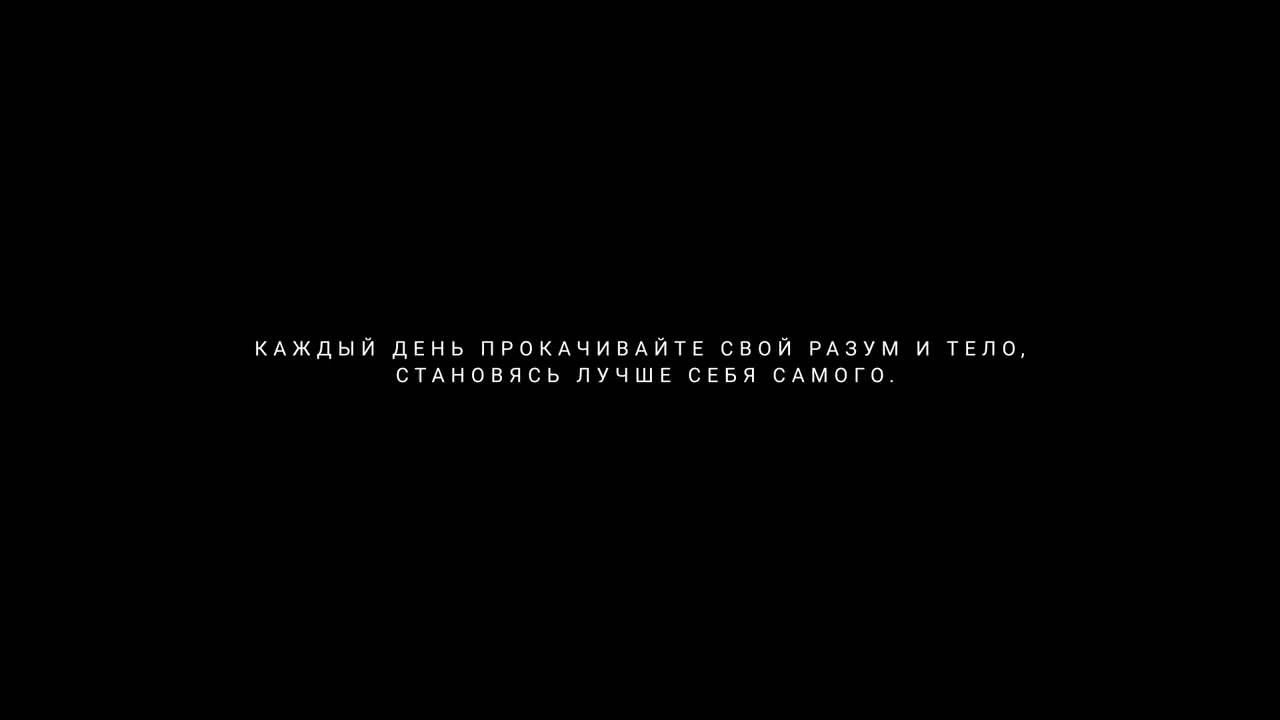 КАЖДЫЙ ДЕНЬ ПРОКАЧИВАЙТЕ СВОЙ РАЗУМ И ТЕЛО,
СТАНОВЯСЬ ЛУЧШЕ СЕБЯ САМОГО.